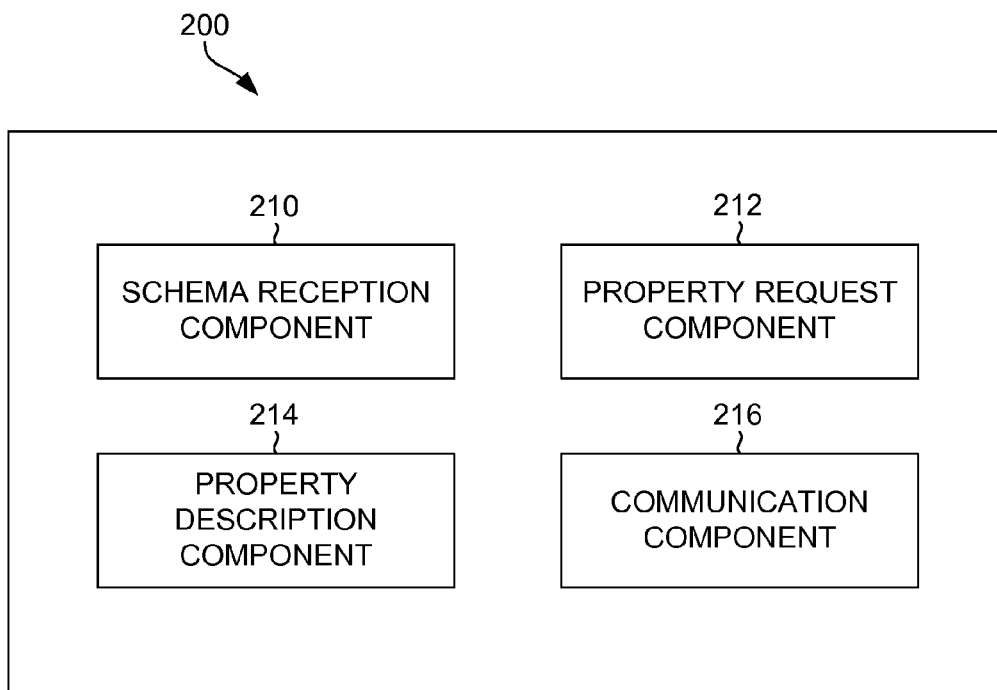 200
210
212
SCHEMA RECEPTION
COMPONENT
PROPERTY REQUEST
COMPONENT
214
216
PROPERTY
DESCRIPTION
COMPONENT
COMMUNICATION
COMPONENT